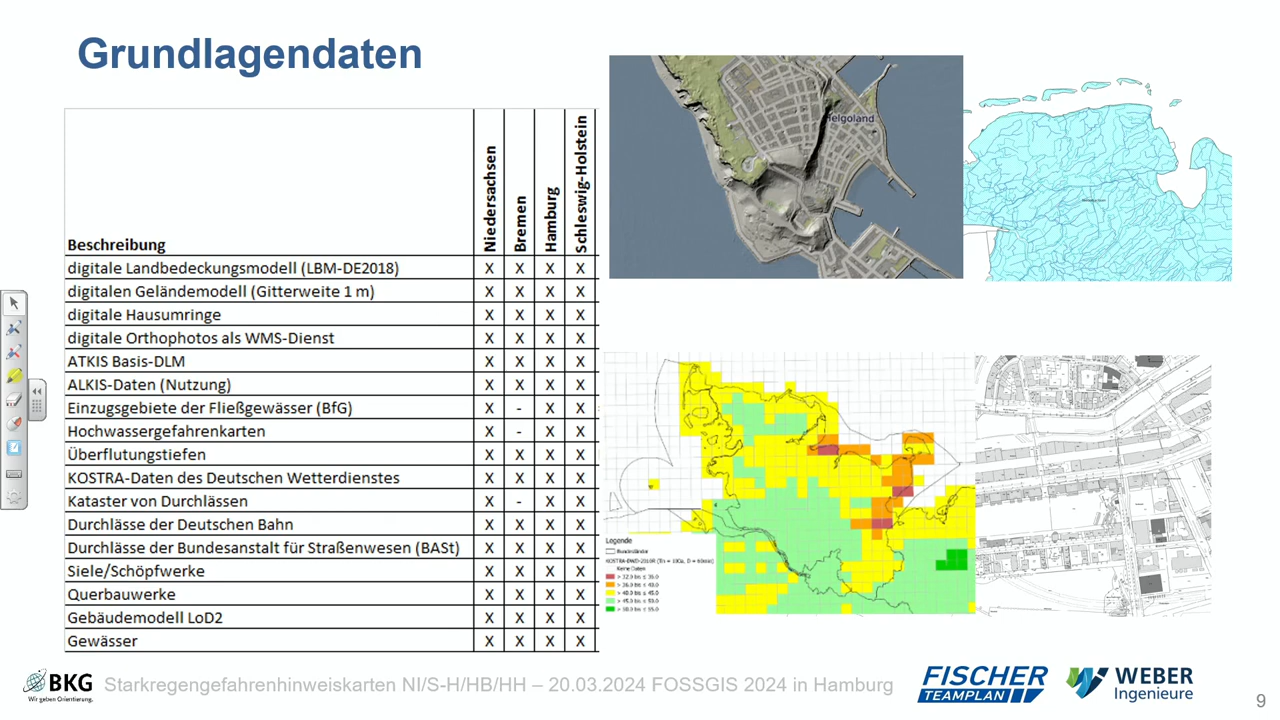 Grundlagendaten
Beschreibung
Niedersachsen
Bremen
Hamburg
Schleswig-Holstein
digitale Landbedeckungsmodell (LBM-DE2018) X X X X
digitalen Geländemodell (Gitterweite 1 m) X X X X
digitale Hausumringe X X X X
digitale Orthophotos als WMS-Dienst X X X X
ATKIS Basis-DLM X X X X
ALKIS-Daten (Nutzung) X X X X
Einzugsgebiete der Fließgewässer (BfG) X - X X
Hochwassergefahrenkarten X - X X
Überflutungstiefen X X X X
KOSTRA-Daten des Deutschen Wetterdienstes X X X X
Kataster von Durchlässen X - X X
Durchlässe der Deutschen Bahn X X X X
Durchlässe der Bundesanstalt für Straßenwesen (BASt) X X X X
Siele/Schöpfwerke X X X X
Querbauwerke X X X X
Gebäudemodell LoD2 X X X X
Gewässer X X X X
Helgoland
Legende
Bundesländer
Keine Daten
BKG
Wir geben Orientierung.
Starkregengefahrenhinweiskarten NI/S-H/HB/HH – 20.03.2024 FOSSGIS 2024 in Hamburg
FISCHER
TEAMPLAN
WEBER
Ingenieure
9